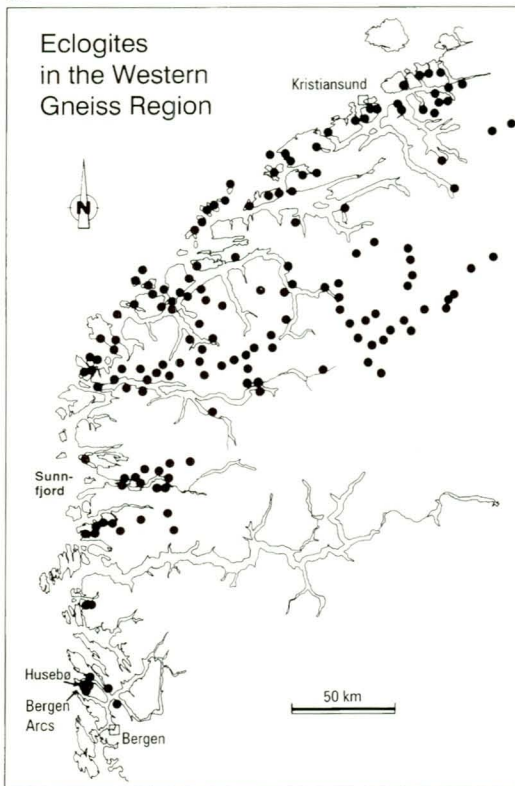 Eclogites
in the Western
Gneiss Region
Kristiansund
N
Sunn-
fjord
Husebø
Bergen
Arcs
Bergen
50 km